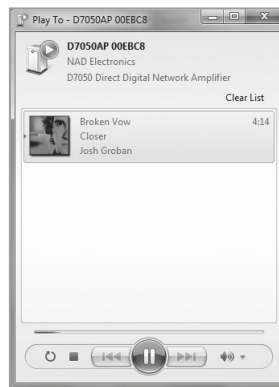 Play To - D7050AP 00EBC8
D7050AP 00EBC8
NAD Electronics
D7050 Direct Digital Network Amplifier
Clear List
Broken Vow 4:14
Closer
Josh Groban